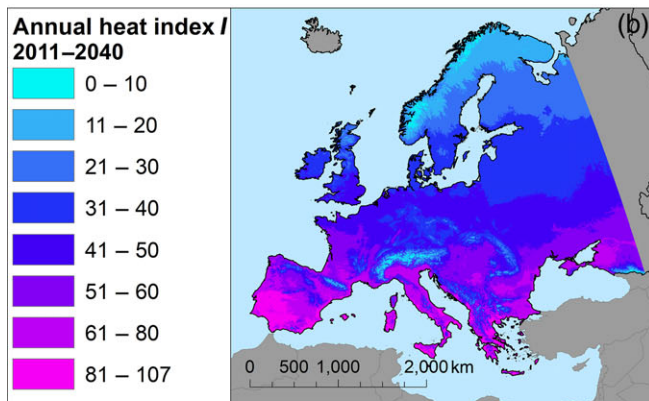 Annual heat index I
2011–2040
0 – 10
11 – 20
21 – 30
31 – 40
41 – 50
51 – 60
61 – 80
81 – 107
(b)
0 500 1,000 2,000 km